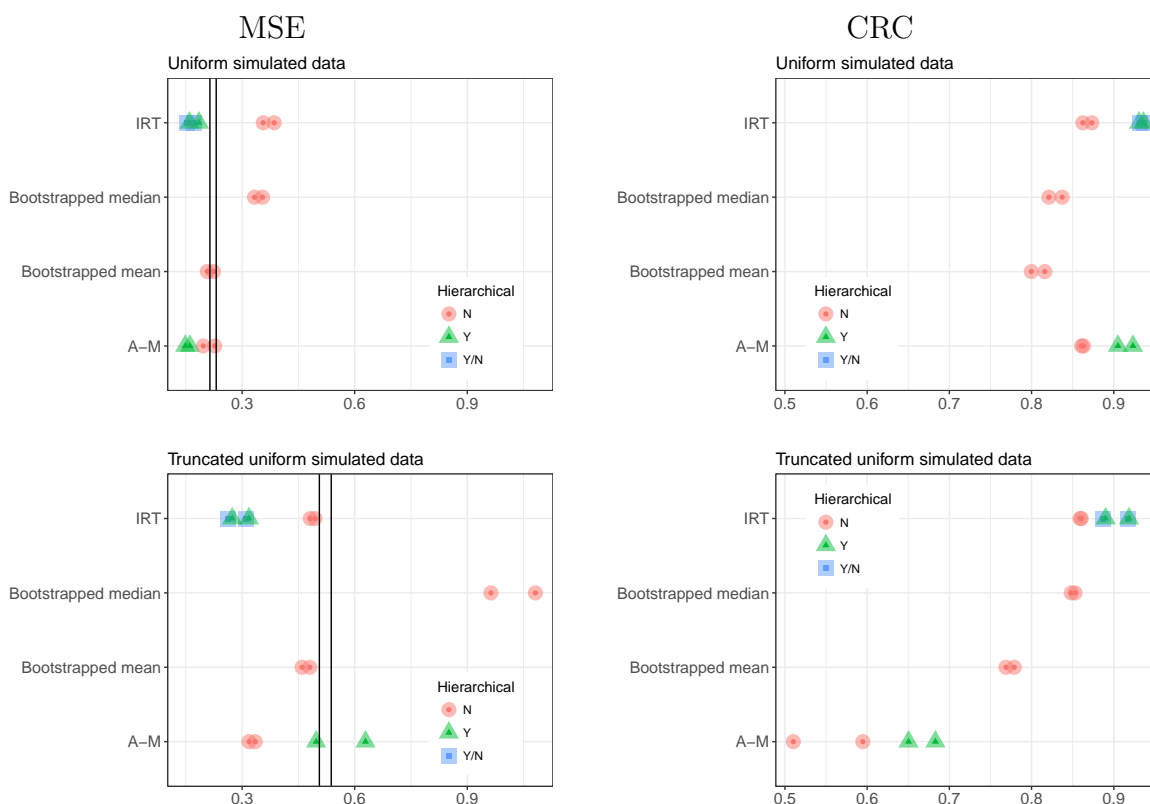 MSE
CRC
Uniform simulated data
IRT
Bootstrapped median
Bootstrapped mean
A−M
Hierarchical
N
Y
Y/N
0.3 0.6 0.9
Uniform simulated data
IRT
Bootstrapped median
Bootstrapped mean
A−M
Hierarchical
N
Y
Y/N
0.5 0.6 0.7 0.8 0.9
Truncated uniform simulated data
IRT
Bootstrapped median
Bootstrapped mean
A−M
Hierarchical
N
Y
Y/N
0.3 0.6 0.9
Truncated uniform simulated data
Hierarchical
IRT
N
Y
Y/N
Bootstrapped median
Bootstrapped mean
A−M
0.5 0.6 0.7 0.8 0.9